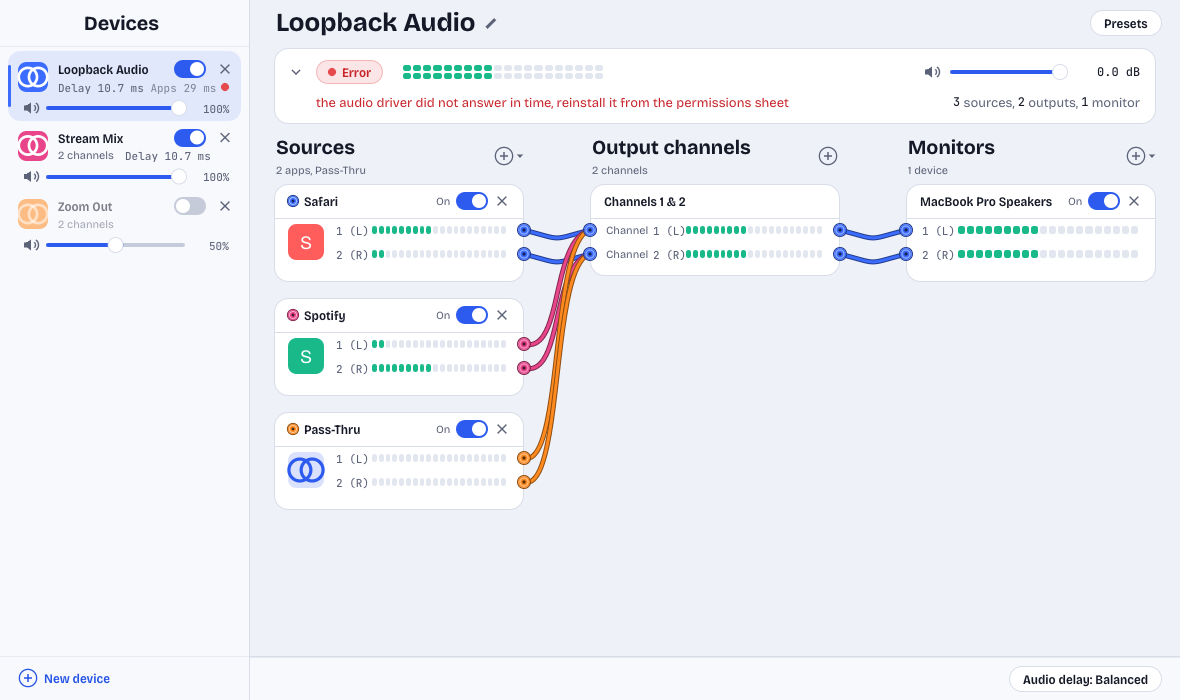 Devices
Loopback Audio
Delay 10.7 ms Apps 29 ms
100%
Stream Mix
2 channels Delay 10.7 ms
100%
Zoom Out
2 channels
50%
New device
Loopback Audio
Presets
Error
0.0 dB
the audio driver did not answer in time, reinstall it from the permissions sheet
3 sources, 2 outputs, 1 monitor
Sources
2 apps, Pass-Thru
Safari On
S
1 (L)
2 (R)
Spotify On
S
1 (L)
2 (R)
Pass-Thru On
1 (L)
2 (R)
Output channels
2 channels
Channels 1 & 2
Channel 1 (L)
Channel 2 (R)
Monitors
1 device
MacBook Pro Speakers On
1 (L)
2 (R)
Audio delay: Balanced